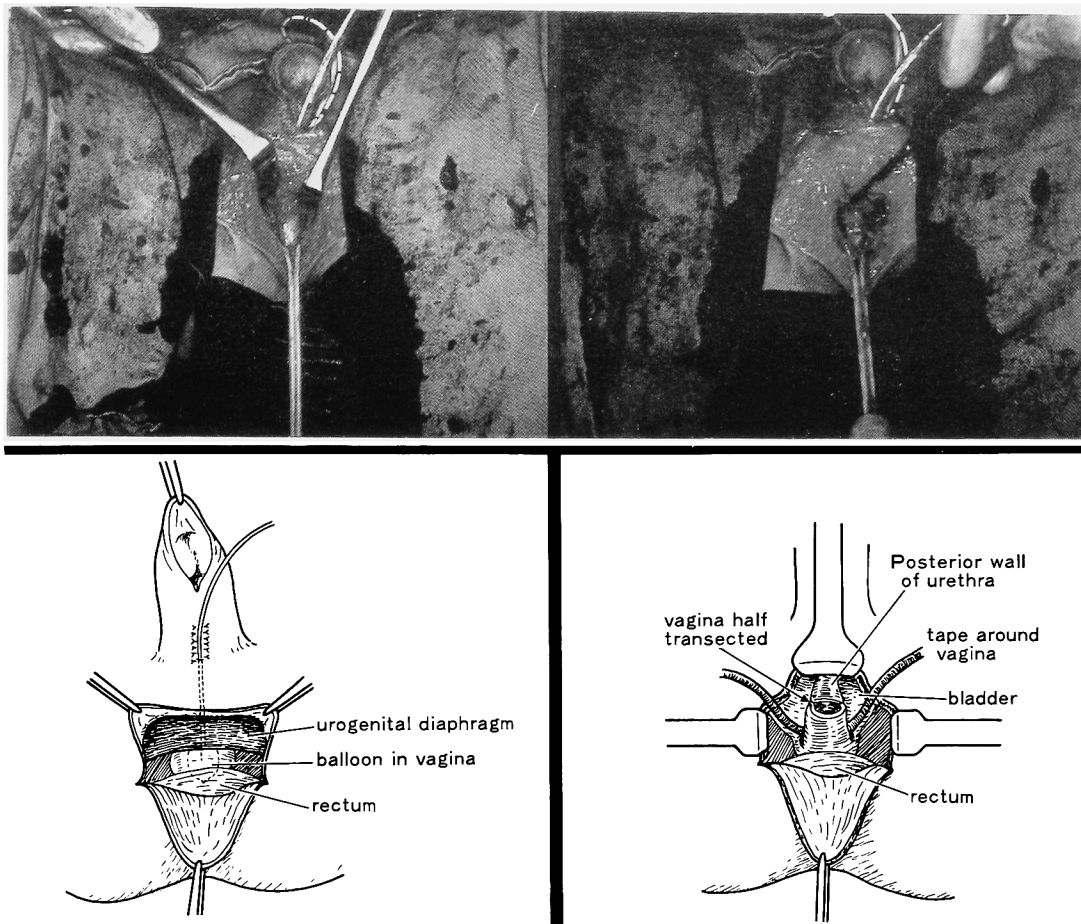 urogenital diaphragm
balloon in vagina
rectum
Posterior wall
of urethra
vagina half
transected
tape around
vagina
bladder
rectum